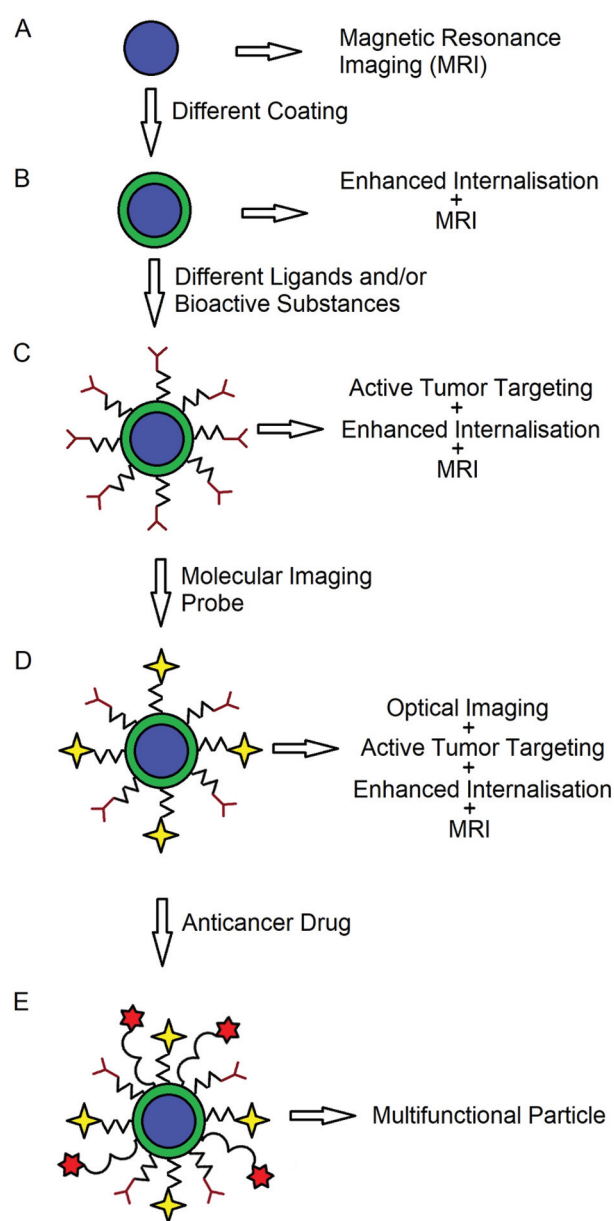 A
Magnetic Resonance
Imaging (MRI)
Different Coating
B
Enhanced Internalisation
+
MRI
Different Ligands and/or
Bioactive Substances
C
Active Tumor Targeting
+
Enhanced Internalisation
+
MRI
Molecular Imaging
Probe
D
Optical Imaging
+
Active Tumor Targeting
+
Enhanced Internalisation
+
MRI
Anticancer Drug
E
Multifunctional Particle